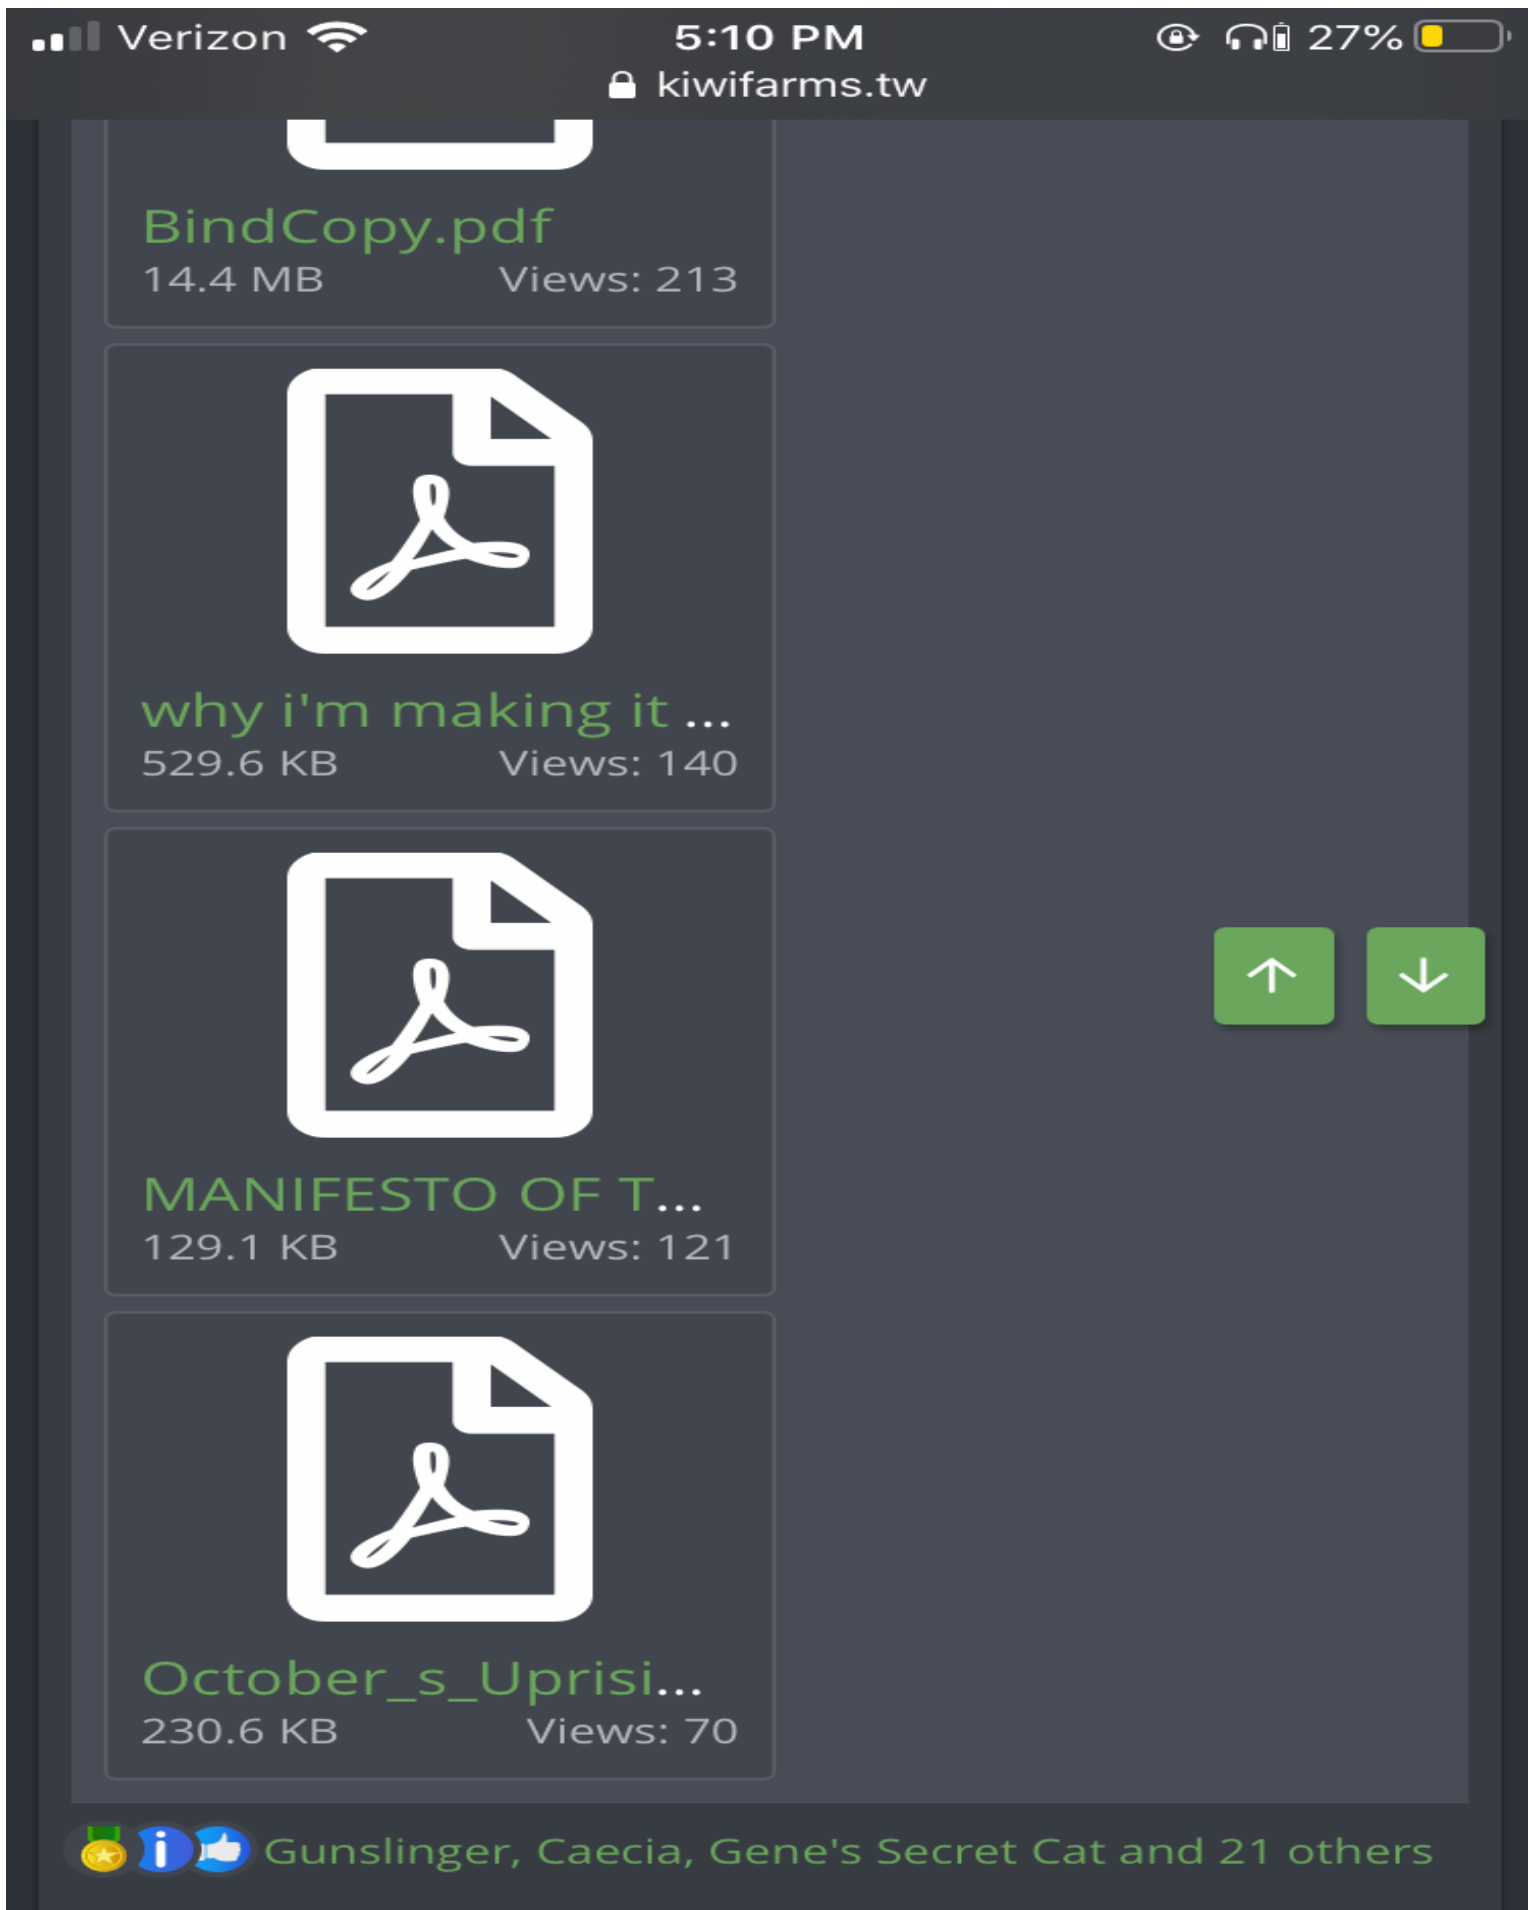 Verizon 5:10 PM 27%
kiwifarms.tw
BindCopy.pdf
14.4 MB Views: 213
why i'm making it ...
529.6 KB Views: 140
MANIFESTO OF T...
129.1 KB Views: 121
October_s_Uprisi...
230.6 KB Views: 70
Gunslinger, Caecia, Gene's Secret Cat and 21 others